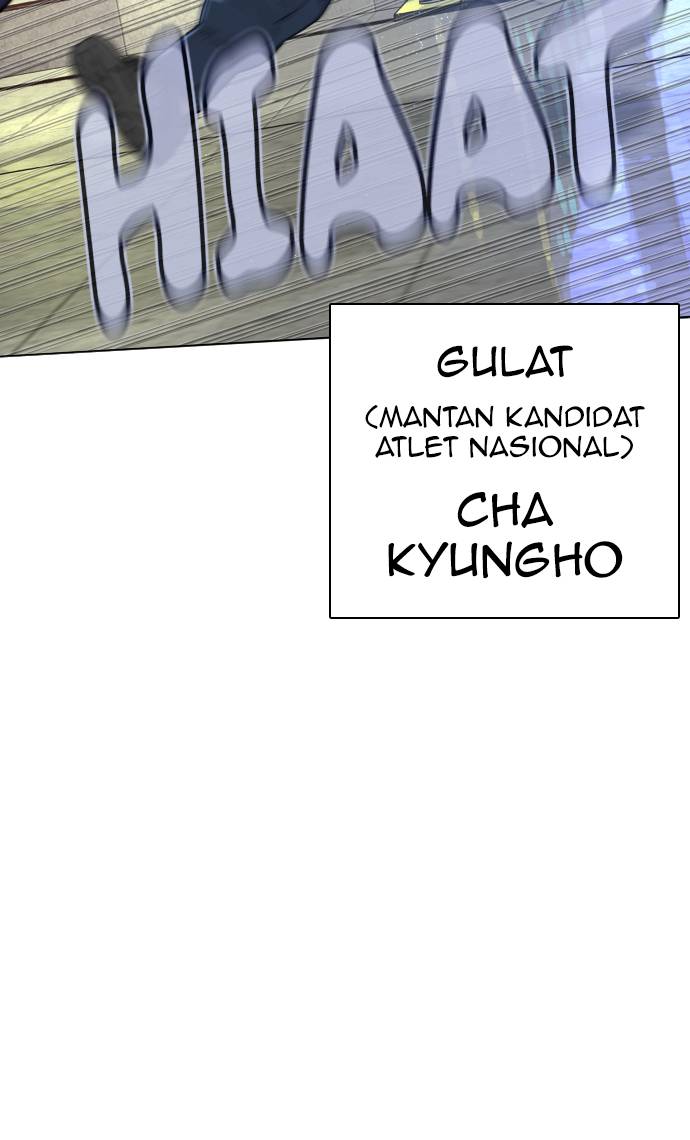 HIAAT
GULAT
(MANTAN KANDIDAT
ATLET NASIONAL)
CHA
KYUNGHO